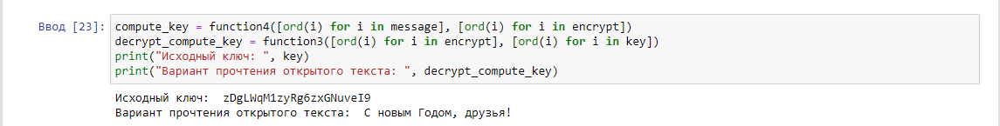 Ввод [23]: compute_key = function4([ord(i) for i in message], [ord(i) for i in encrypt])
decrypt_compute_key = function3([ord(i) for i in encrypt], [ord(i) for i in key])
print("Исходный ключ: ", key)
print("Вариант прочтения открытого текста: ", decrypt_compute_key)
Исходный ключ:  zDgLWqM1zyRg6zxGNuveI9
Вариант прочтения открытого текста:  С новым Годом, друзья!